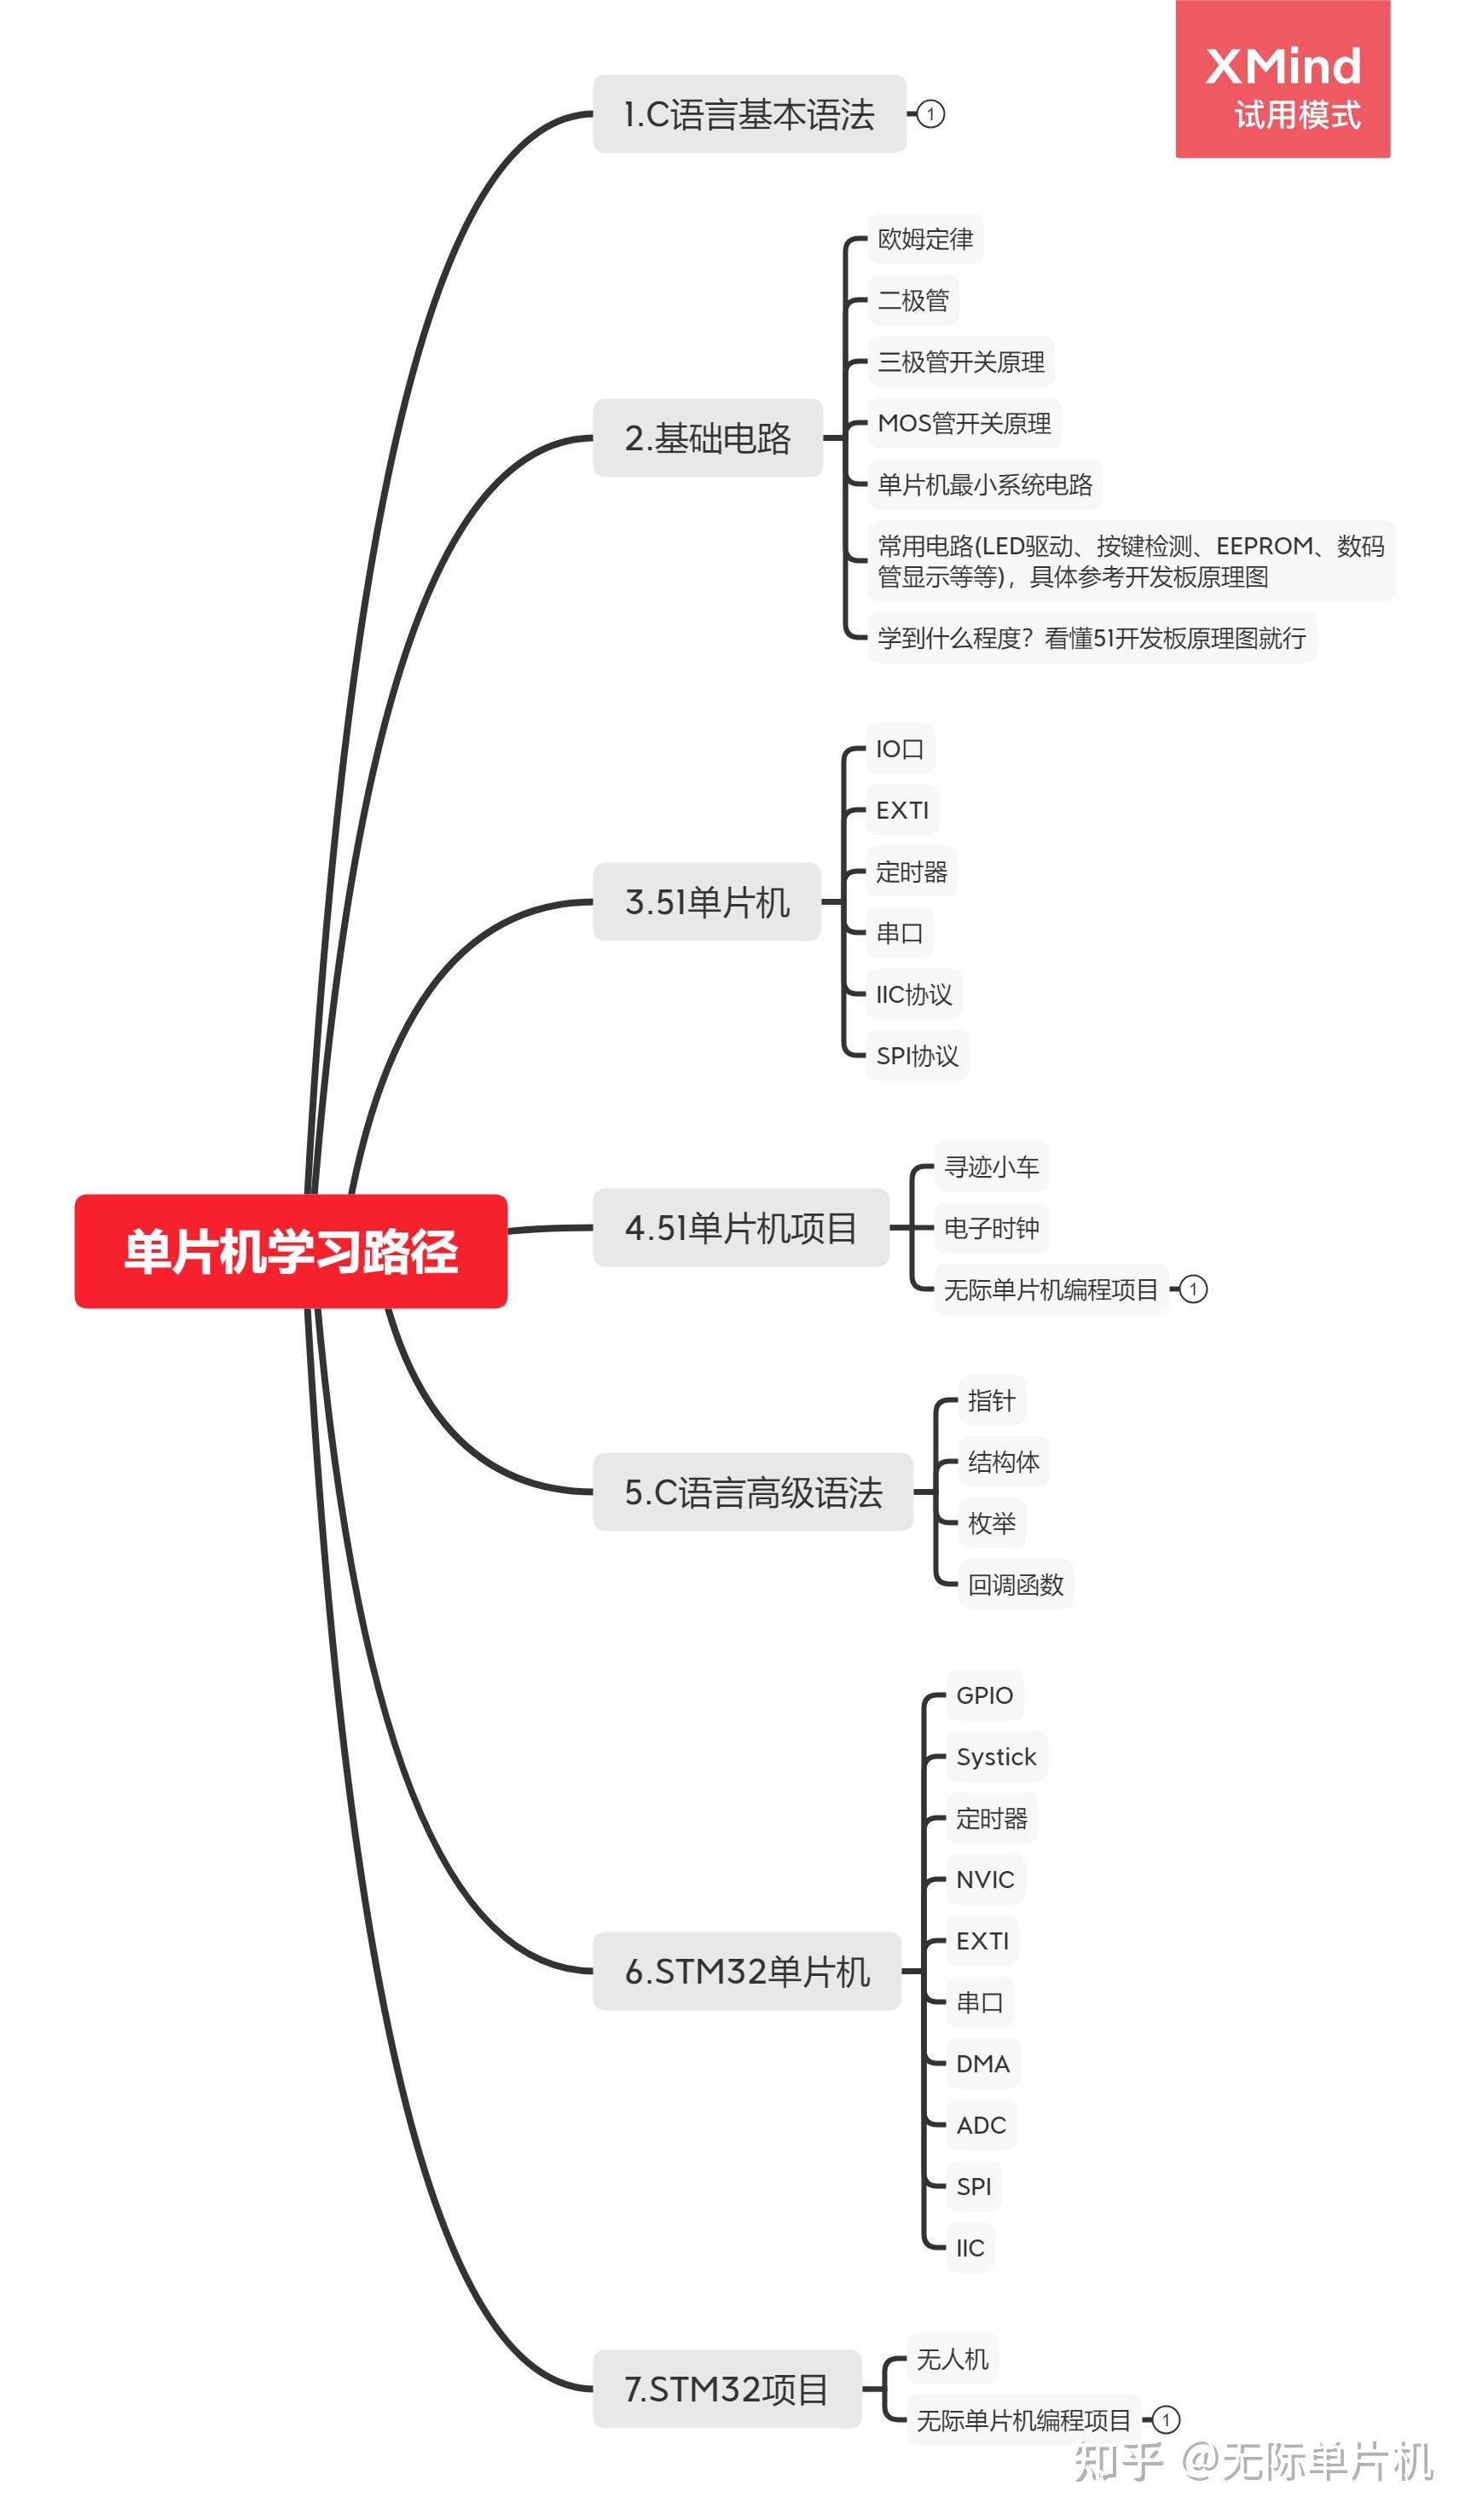 XMind
试用模式
1.C语言基本语法
1
欧姆定律
二极管
三极管开关原理
MOS管开关原理
2.基础电路
单片机最小系统电路
常用电路(LED驱动、按键检测、EEPROM、数码
管显示等等)，具体参考开发板原理图
学到什么程度？看懂51开发板原理图就行
IO口
EXTI
定时器
3.51单片机
串口
IIC协议
SPI协议
寻迹小车
4.51单片机项目
电子时钟
无际单片机编程项目
1
单片机学习路径
指针
结构体
5.C语言高级语法
枚举
回调函数
GPIO
Systick
定时器
NVIC
EXTI
6.STM32单片机
串口
DMA
ADC
SPI
IIC
无人机
7.STM32项目
无际单片机编程项目
1
知乎 @无际单片机